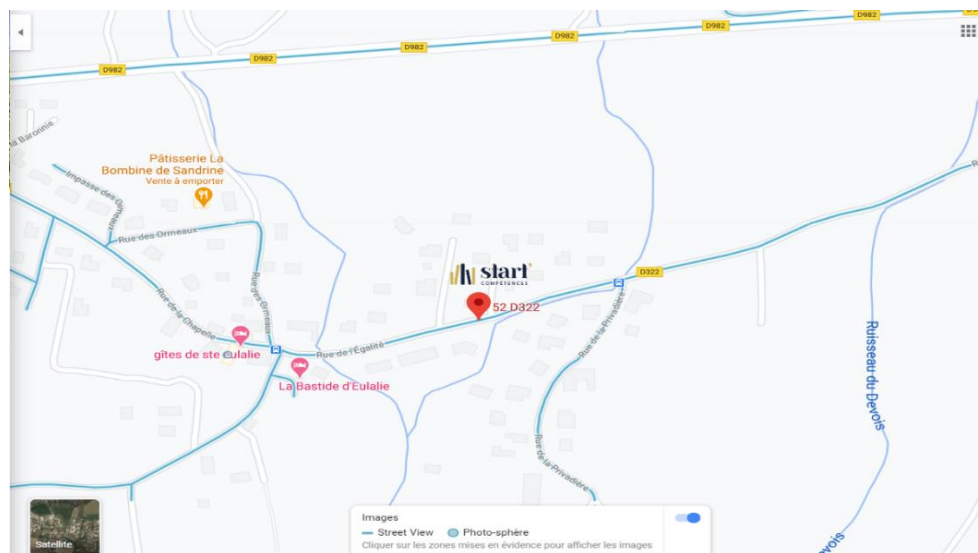 D982
D982
D982
D982
D982
D982
la Baronnie
Pâtisserie La
Bombine de Sandrine
Vente à emporter
Impasse des Ormeaux
Rue des Ormeaux
Rue des Ormeaux
Rue de la Chapelle
start
COMPÉTENCES
52 D322
D322
gîtes de ste eulalie
Rue de l'Égalité
La Bastide d'Eulalie
Rue de la Privadière
Rue de la Privadière
Ruisseau du Devois
Satellite
Images
Street View
Photo-sphère
Cliquer sur les zones mises en évidence pour afficher les images